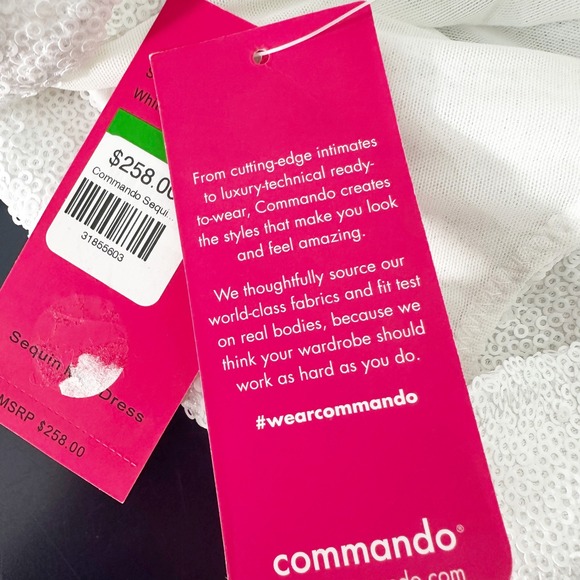 Whi
$258.00
Commando Sequi...
31855603
Sequin Dress
MSRP $258.00
From cutting-edge intimates
to luxury-technical ready-
to-wear, Commando creates
the styles that make you look
and feel amazing.
We thoughtfully source our
world-class fabrics and fit test
on real bodies, because we
think your wardrobe should
work as hard as you do.
#wearcommando
commando®
mando.com